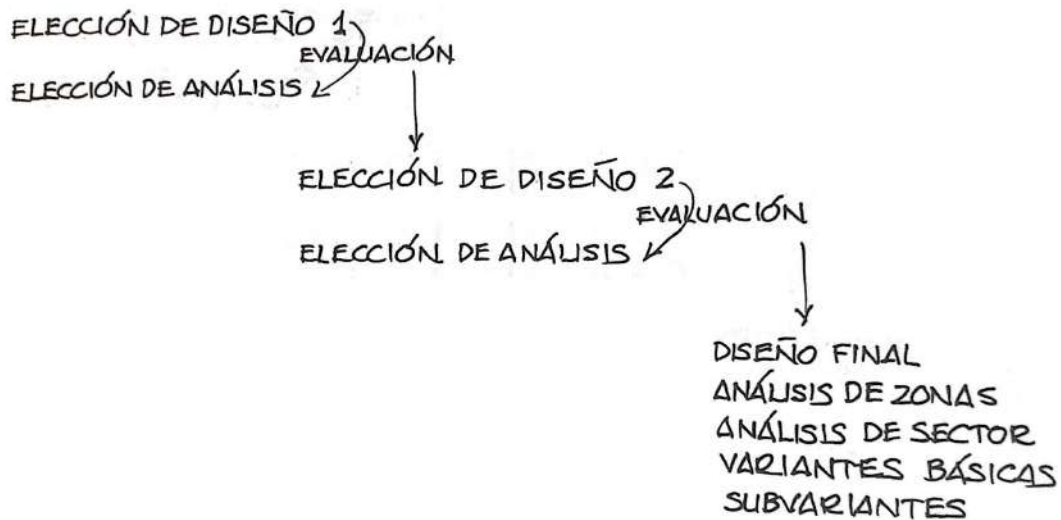 ELECCIÓN DE DISEÑO 1
EVALUACIÓN
ELECCIÓN DE ANÁLISIS
ELECCIÓN DE DISEÑO 2
EVALUACIÓN
ELECCIÓN DE ANÁLISIS
DISEÑO FINAL
ANÁLISIS DE ZONAS
ANÁLISIS DE SECTOR
VARIANTES BÁSICAS
SUBVARIANTES